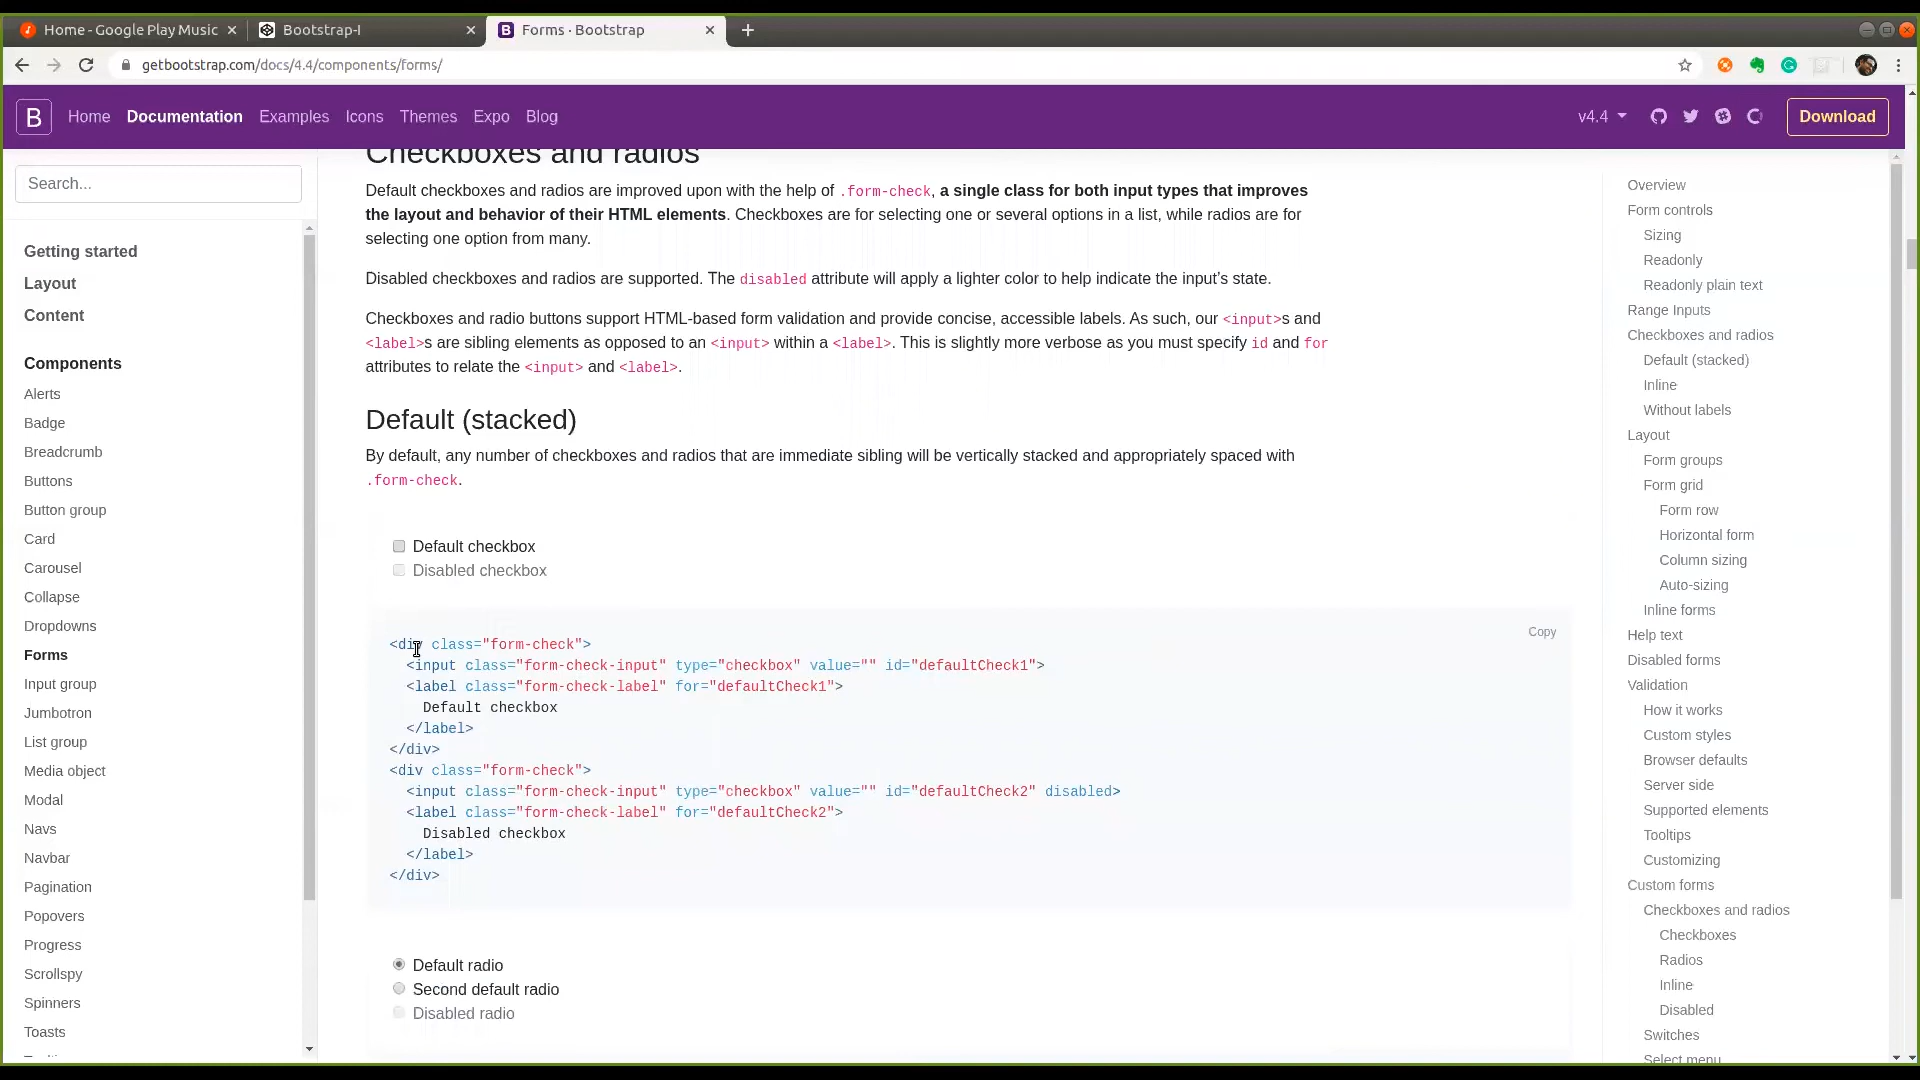 Home - Google Play Music
Bootstrap-I
Forms · Bootstrap
getbootstrap.com/docs/4.4/components/forms/
B Home Documentation Examples Icons Themes Expo Blog
v4.4
Download
Search...
Getting started
Layout
Content
Components
Alerts
Badge
Breadcrumb
Buttons
Button group
Card
Carousel
Collapse
Dropdowns
Forms
Input group
Jumbotron
List group
Media object
Modal
Navs
Navbar
Pagination
Popovers
Progress
Scrollspy
Spinners
Toasts
Checkboxes and radios
Default checkboxes and radios are improved upon with the help of .form-check, a single class for both input types that improves
the layout and behavior of their HTML elements. Checkboxes are for selecting one or several options in a list, while radios are for
selecting one option from many.
Disabled checkboxes and radios are supported. The disabled attribute will apply a lighter color to help indicate the input's state.
Checkboxes and radio buttons support HTML-based form validation and provide concise, accessible labels. As such, our <input>s and
<label>s are sibling elements as opposed to an <input> within a <label>. This is slightly more verbose as you must specify id and for
attributes to relate the <input> and <label>.
Default (stacked)
By default, any number of checkboxes and radios that are immediate sibling will be vertically stacked and appropriately spaced with
.form-check.
Default checkbox
Disabled checkbox
Copy
<div class="form-check">
<input class="form-check-input" type="checkbox" value="" id="defaultCheck1">
<label class="form-check-label" for="defaultCheck1">
Default checkbox
</label>
</div>
<div class="form-check">
<input class="form-check-input" type="checkbox" value="" id="defaultCheck2" disabled>
<label class="form-check-label" for="defaultCheck2">
Disabled checkbox
</label>
</div>
Default radio
Second default radio
Disabled radio
Overview
Form controls
Sizing
Readonly
Readonly plain text
Range Inputs
Checkboxes and radios
Default (stacked)
Inline
Without labels
Layout
Form groups
Form grid
Form row
Horizontal form
Column sizing
Auto-sizing
Inline forms
Help text
Disabled forms
Validation
How it works
Custom styles
Browser defaults
Server side
Supported elements
Tooltips
Customizing
Custom forms
Checkboxes and radios
Checkboxes
Radios
Inline
Disabled
Switches
Select menu